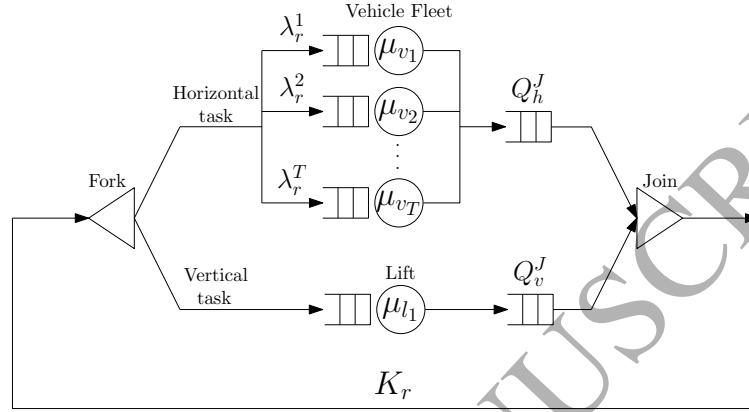 Vehicle Fleet
λ_r^1
μ_{v_1}
Horizontal
task
λ_r^2
μ_{v_2}
Q_h^J
λ_r^T
μ_{v_T}
Fork
Join
Vertical
task
Lift
μ_{l_1}
Q_v^J
K_r